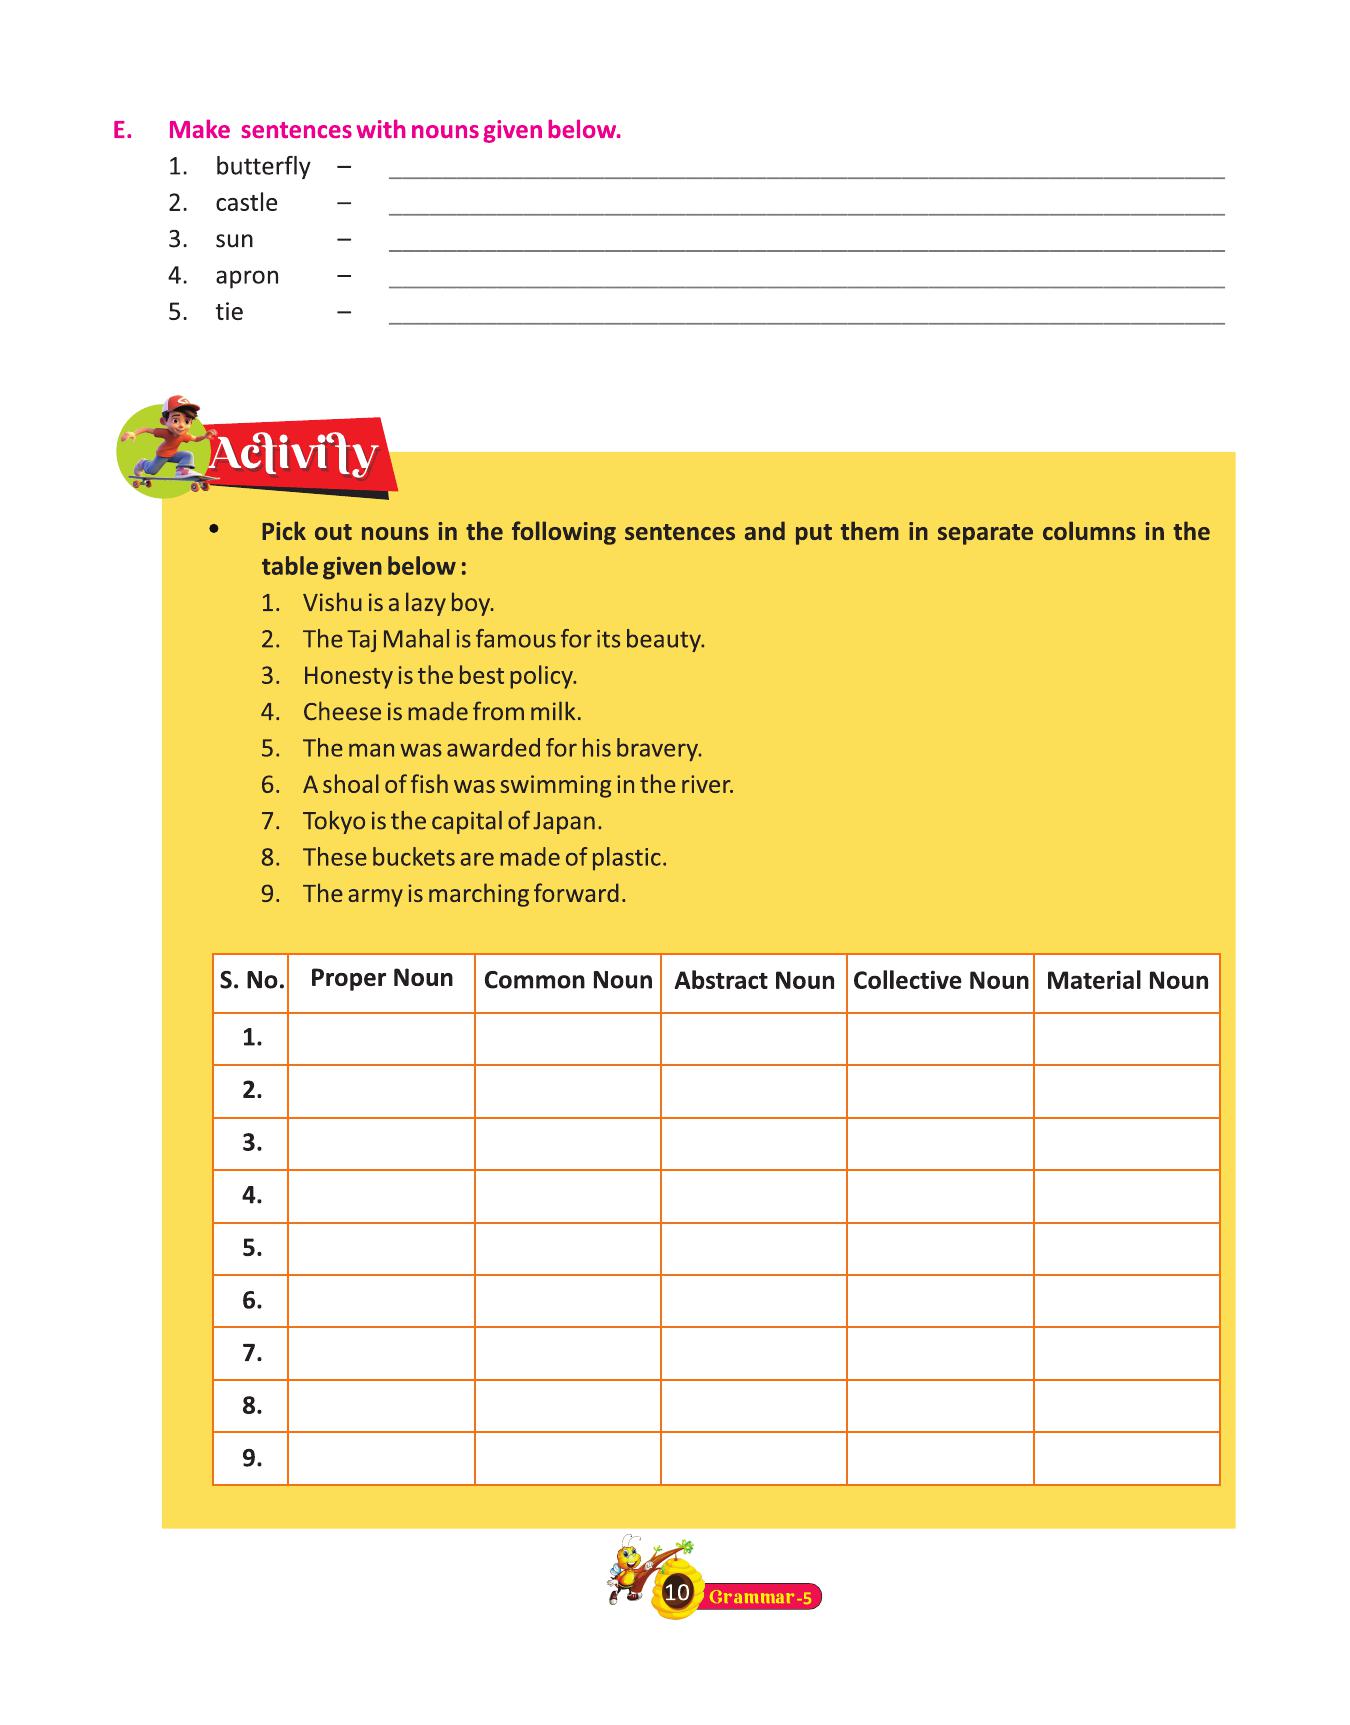 E. Make sentences with nouns given below.
1. butterfly – ____________________
2. castle – ____________________
3. sun – ____________________
4. apron – ____________________
5. tie – ____________________
Activity
• Pick out nouns in the following sentences and put them in separate columns in the
table given below :
1. Vishu is a lazy boy.
2. The Taj Mahal is famous for its beauty.
3. Honesty is the best policy.
4. Cheese is made from milk.
5. The man was awarded for his bravery.
6. A shoal of fish was swimming in the river.
7. Tokyo is the capital of Japan.
8. These buckets are made of plastic.
9. The army is marching forward.
S. No. Proper Noun Common Noun Abstract Noun Collective Noun Material Noun
1.
2.
3.
4.
5.
6.
7.
8.
9.
10 Grammar-5